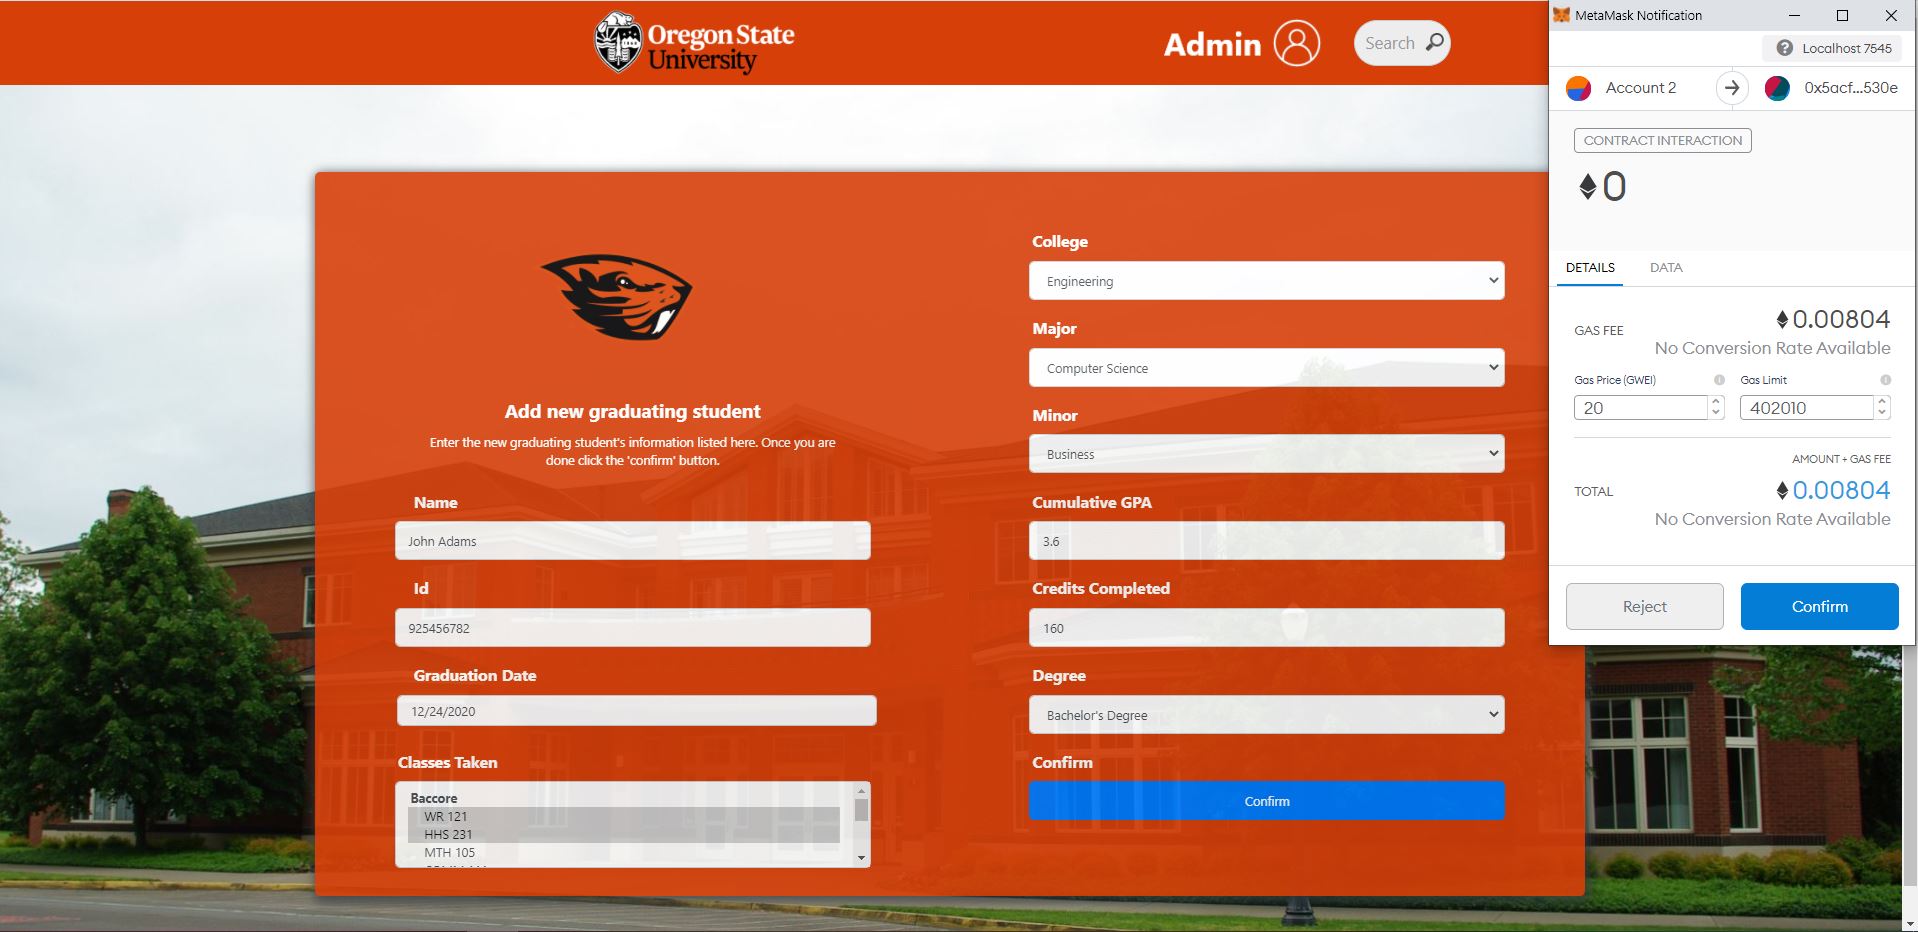 Oregon State
University
Admin
Search
Add new graduating student
Enter the new graduating student's information listed here. Once you are
done click the 'confirm' button.
Name
John Adams
Id
925456782
Graduation Date
12/24/2020
Classes Taken
Baccore
WR 121
HHS 231
MTH 105
College
Engineering
Major
Computer Science
Minor
Business
Cumulative GPA
3.6
Credits Completed
160
Degree
Bachelor's Degree
Confirm
Confirm
MetaMask Notification
Localhost 7545
Account 2
0x5acf...530e
CONTRACT INTERACTION
0
DETAILS DATA
GAS FEE
0.00804
No Conversion Rate Available
Gas Price (GWEI) Gas Limit
20 402010
AMOUNT + GAS FEE
TOTAL
0.00804
No Conversion Rate Available
Reject Confirm